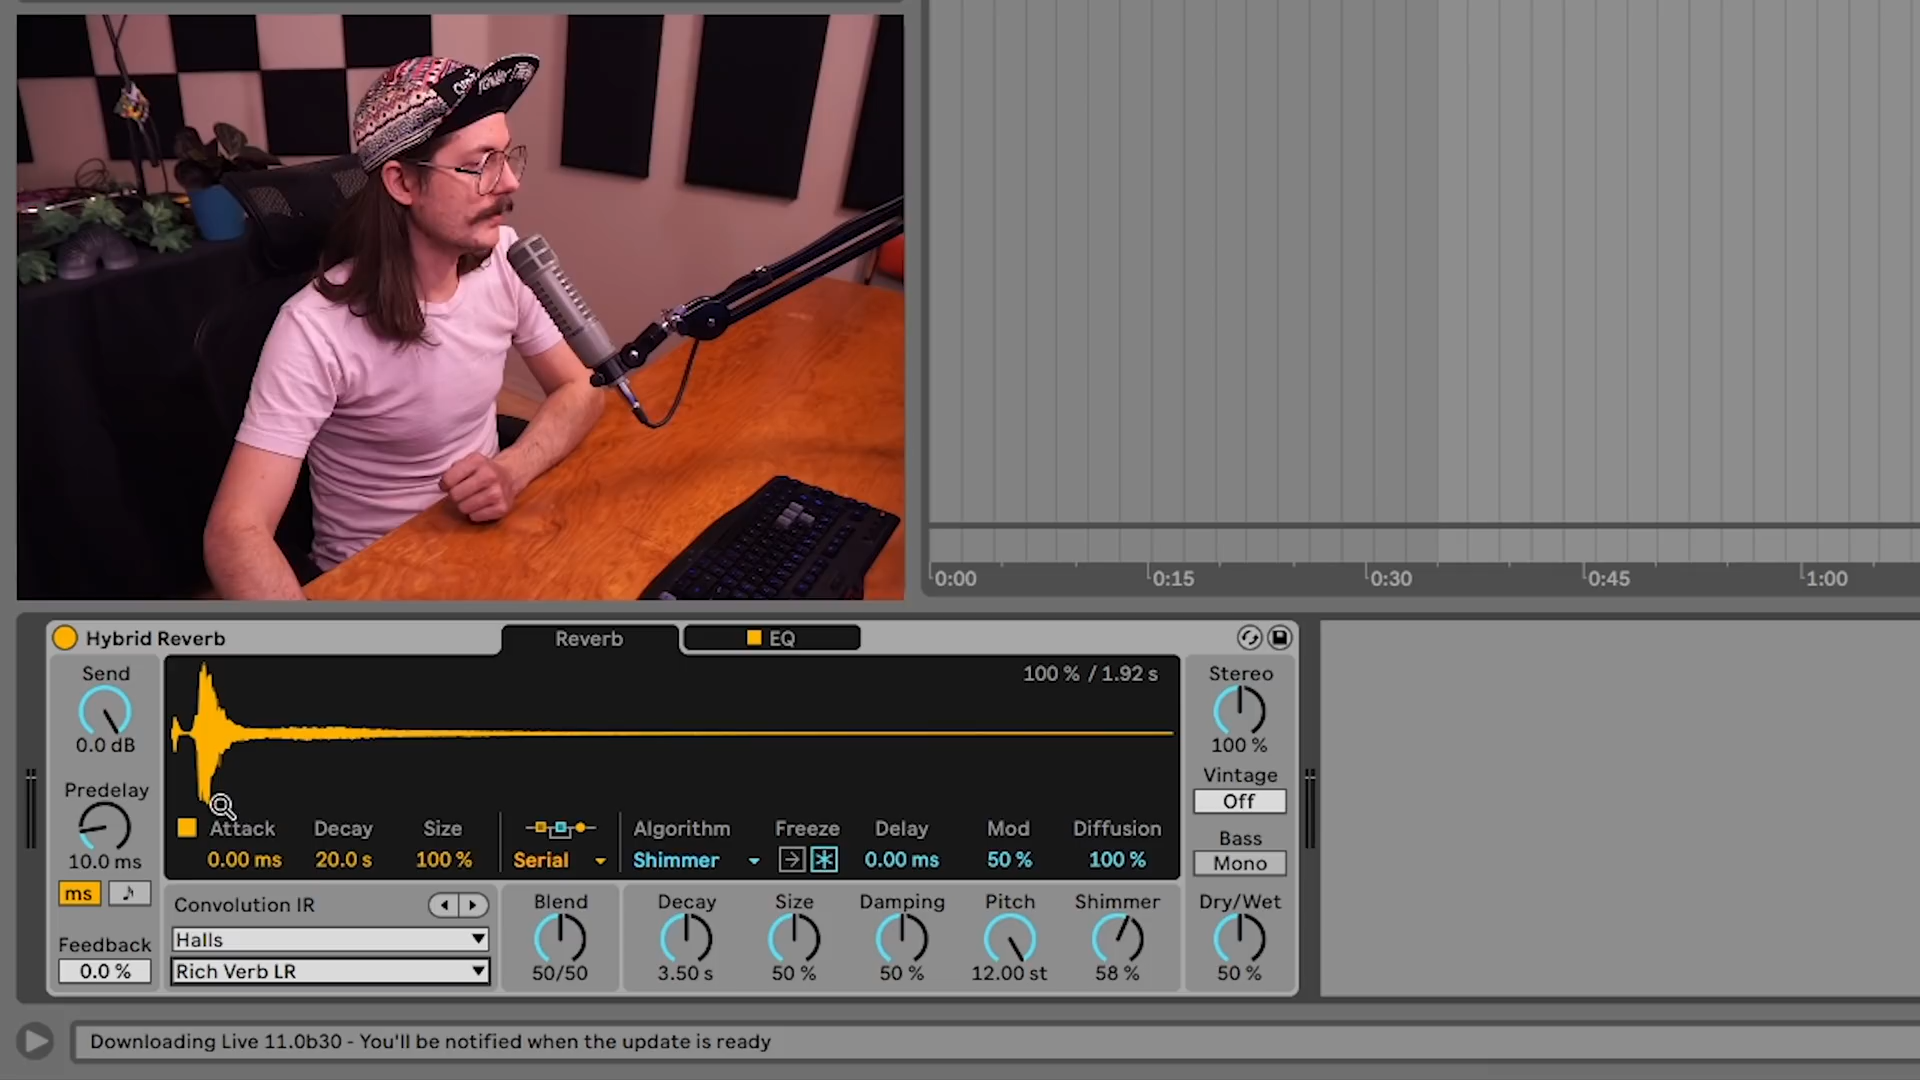 0:00 0:15 0:30 0:45 1:00
Hybrid Reverb Reverb EQ
Send
0.0 dB
Predelay
10.0 ms
ms
Feedback
0.0 %
100 % / 1.92 s
Attack Decay Size Algorithm Freeze Delay Mod Diffusion
0.00 ms 20.0 s 100 % Serial Shimmer 0.00 ms 50 % 100 %
Convolution IR
Halls
Rich Verb LR
Blend Decay Size Damping Pitch Shimmer
50/50 3.50 s 50 % 50 % 12.00 st 58 %
Stereo
100 %
Vintage
Off
Bass
Mono
Dry/Wet
50 %
Downloading Live 11.0b30 - You'll be notified when the update is ready